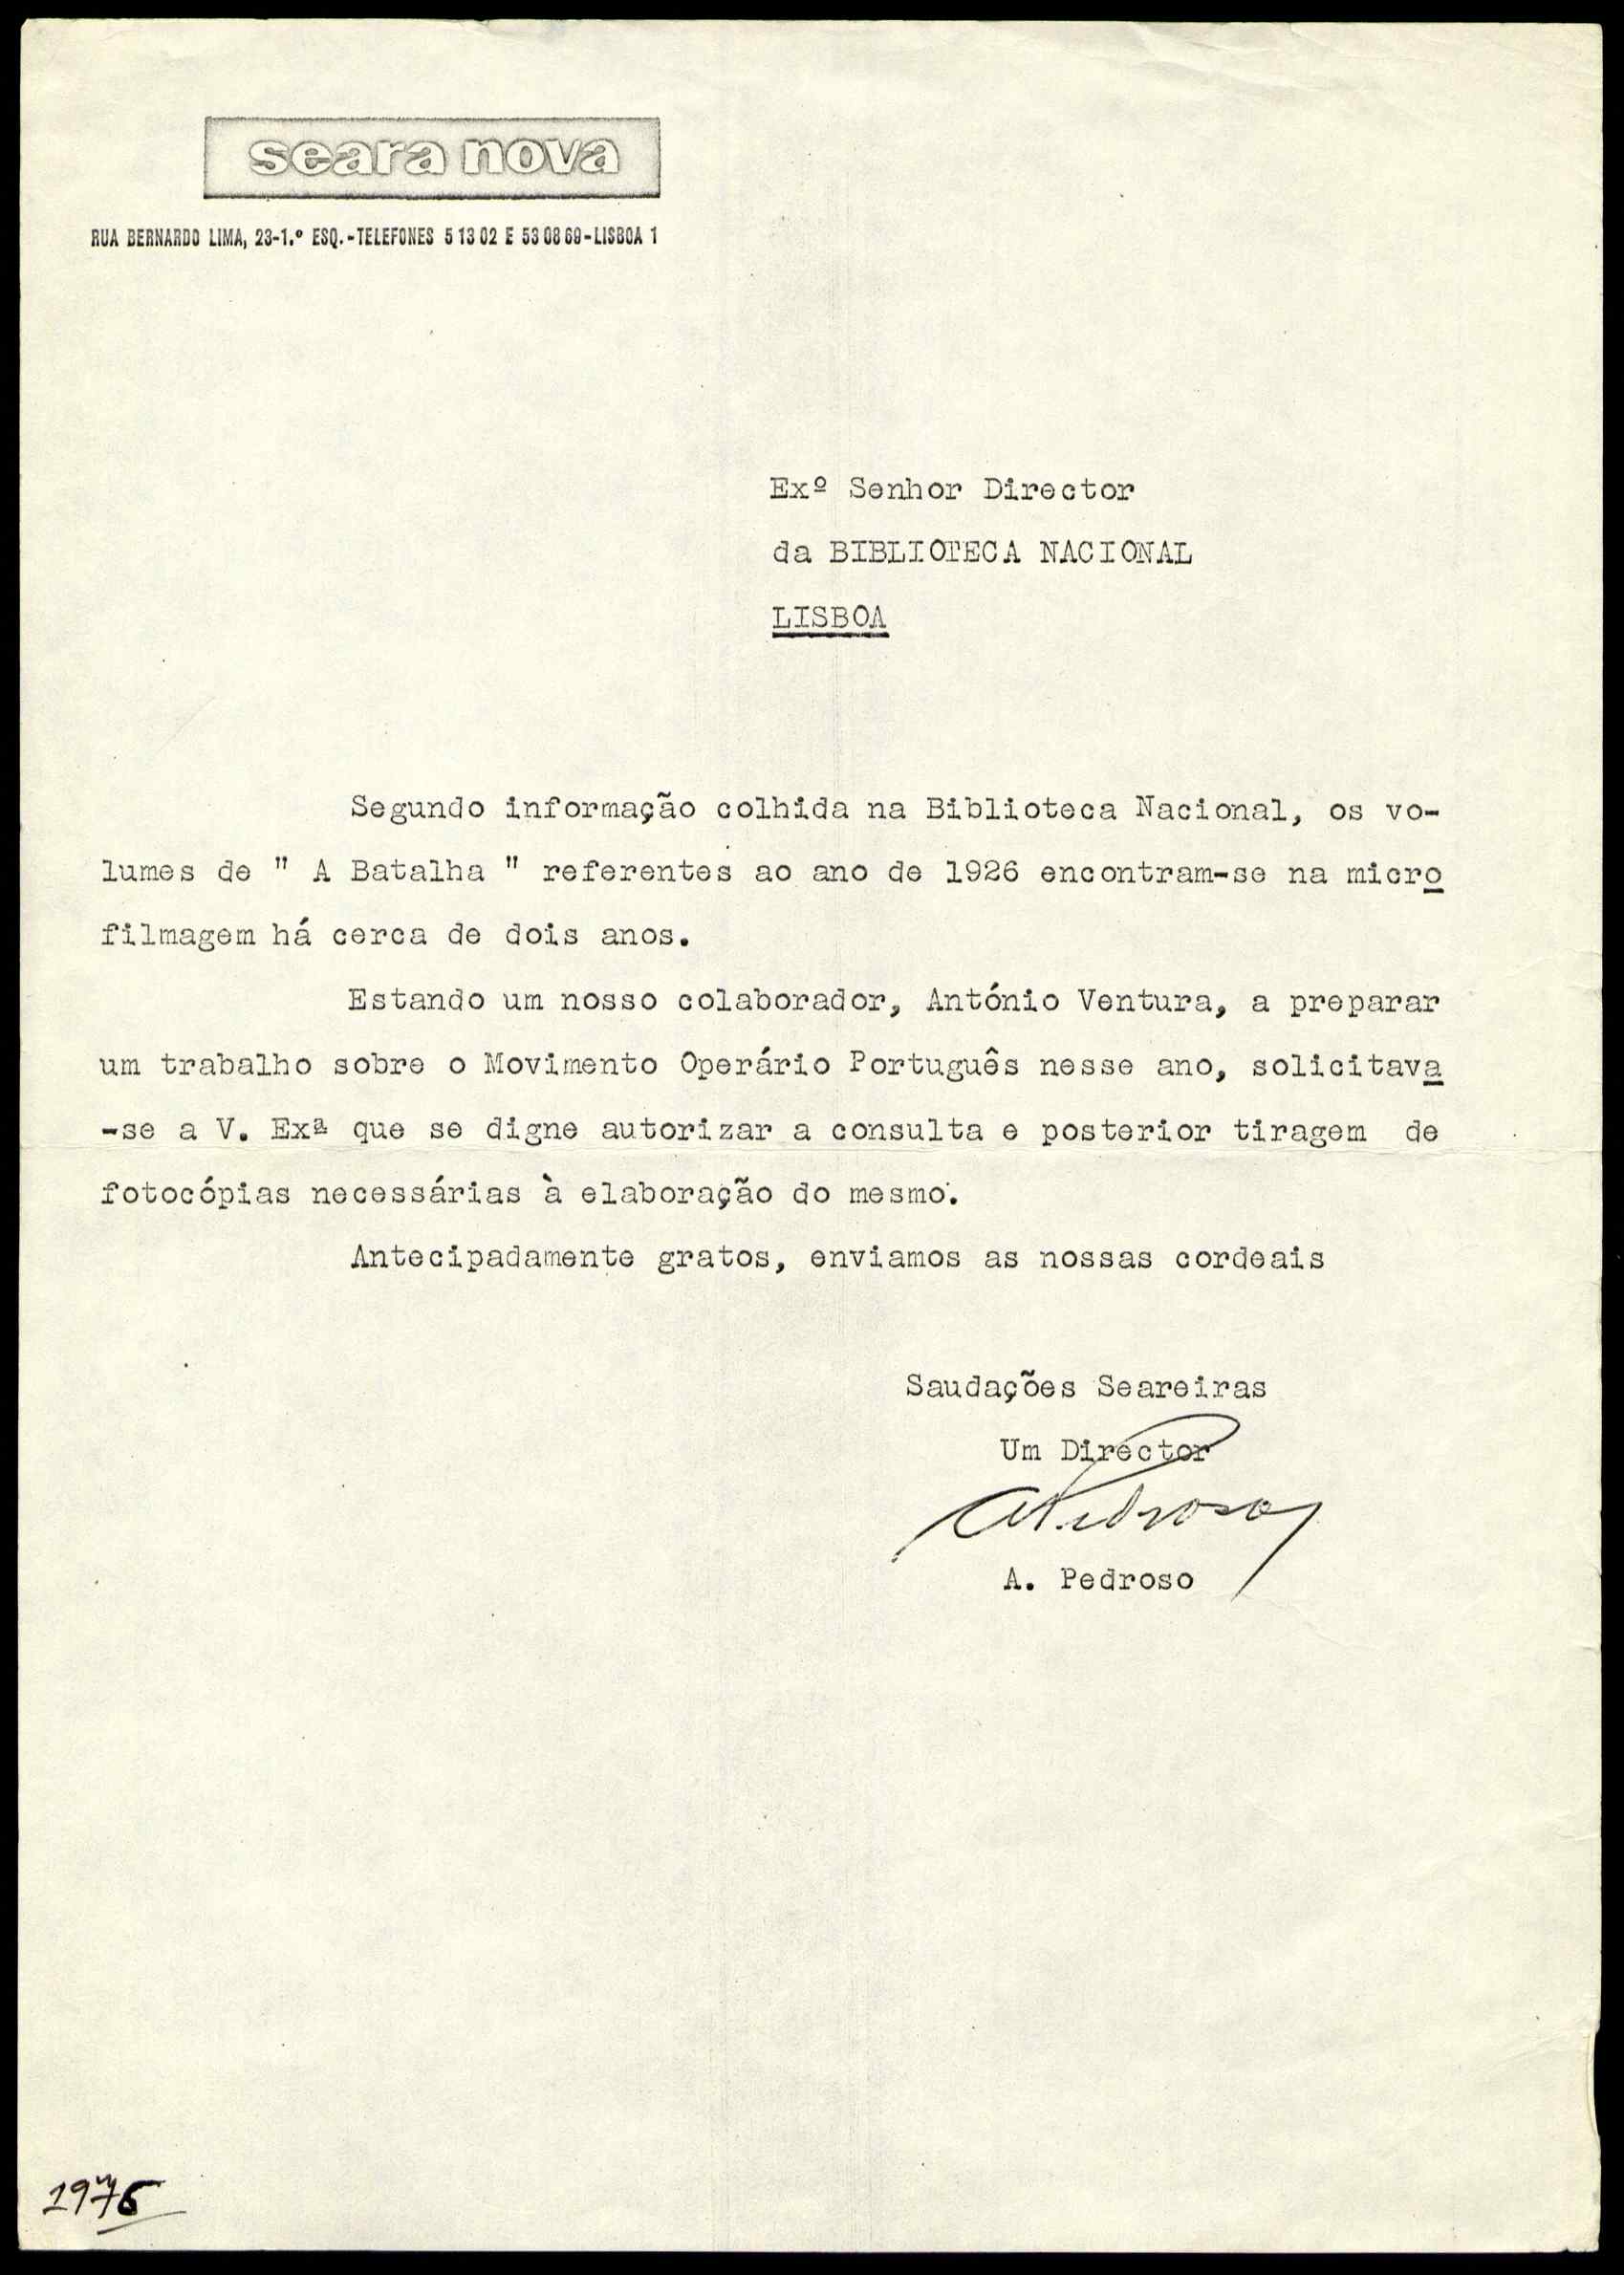 seara nova
RUA BERNARDO LIMA, 23-1.º ESQ.-TELEFONES 5 13 02 E 53 08 69-LISBOA 1
Exº Senhor Director
da BIBLIOTECA NACIONAL
LISBOA
Segundo informação colhida na Biblioteca Nacional, os vo-
lumes de " A Batalha " referentes ao ano de 1926 encontram-se na micro
filmagem há cerca de dois anos.
Estando um nosso colaborador, António Ventura, a preparar
um trabalho sobre o Movimento Operário Português nesse ano, solicitava
-se a V. Exª que se digne autorizar a consulta e posterior tiragem de
fotocópias necessárias à elaboração do mesmo.
Antecipadamente gratos, enviamos as nossas cordeais
Saudações Seareiras
Um Director
APedroso
A. Pedroso
1976